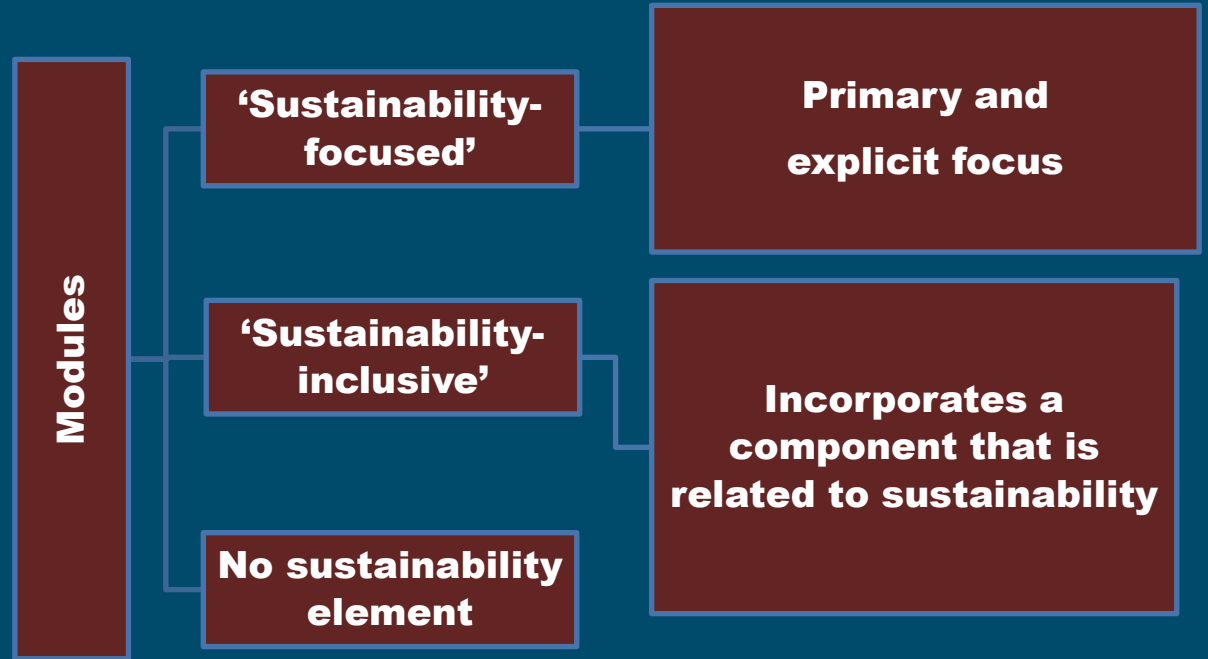 Modules
‘Sustainability-
focused’
Primary and
explicit focus
‘Sustainability-
inclusive’
Incorporates a
component that is
related to sustainability
No sustainability
element